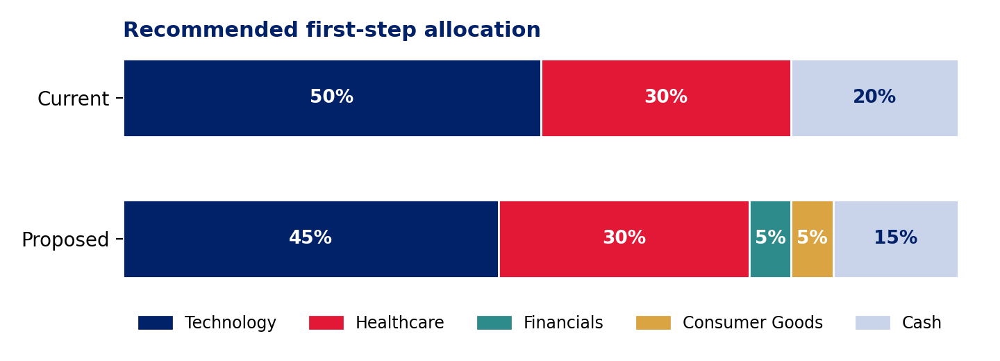 Recommended first-step allocation
Current 50% 30% 20%
Proposed 45% 30% 5% 5% 15%
Technology Healthcare Financials Consumer Goods Cash